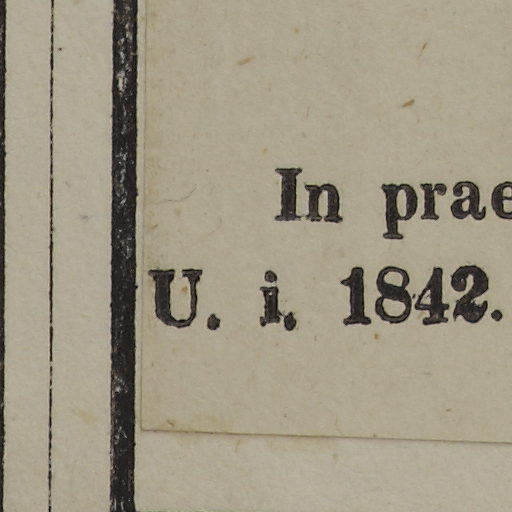 In prae
U. i. 1842.